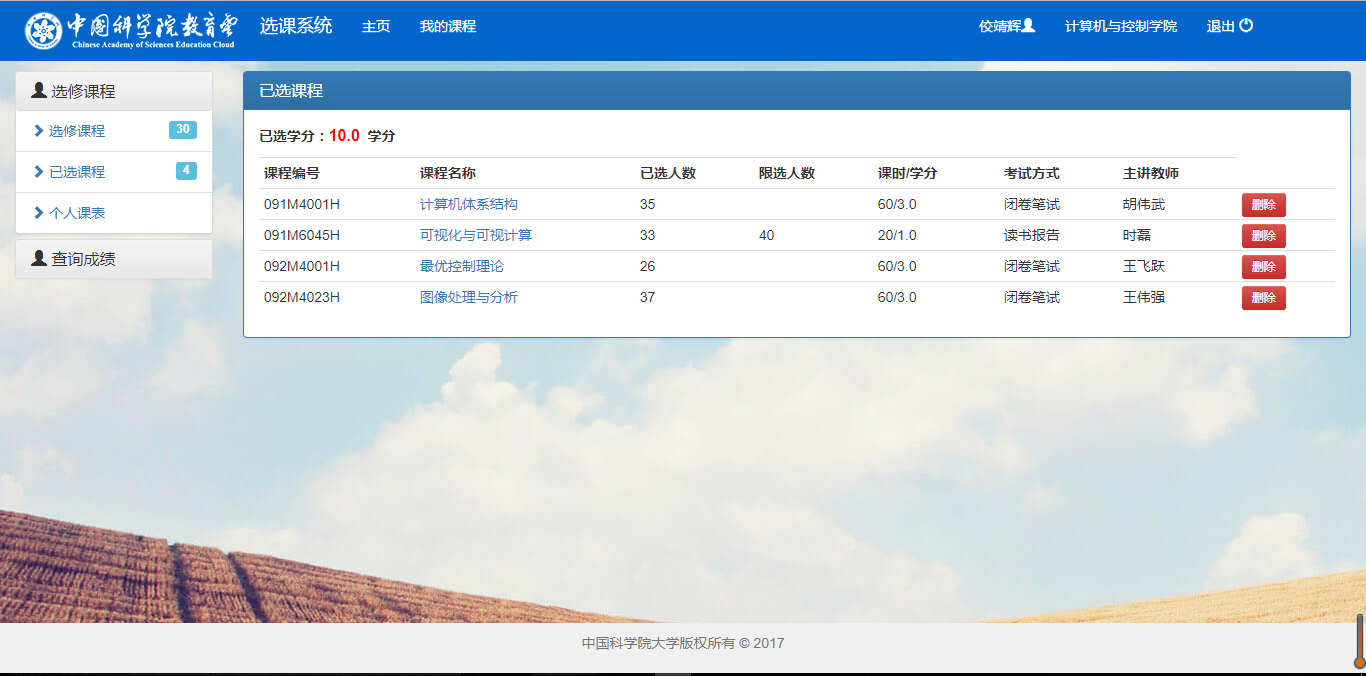 中国科学院教育云 选课系统 主页 我的课程 佼靖辉 计算机与控制学院 退出
Chinese Academy of Sciences Education Cloud
选修课程
选修课程 30
已选课程 4
个人课表
查询成绩
已选课程
已选学分：10.0 学分
课程编号 课程名称 已选人数 限选人数 课时/学分 考试方式 主讲教师
091M4001H 计算机体系结构 35 60/3.0 闭卷笔试 胡伟武 删除
091M6045H 可视化与可视计算 33 40 20/1.0 读书报告 时磊 删除
092M4001H 最优控制理论 26 60/3.0 闭卷笔试 王飞跃 删除
092M4023H 图像处理与分析 37 60/3.0 闭卷笔试 王伟强 删除
中国科学院大学版权所有 © 2017